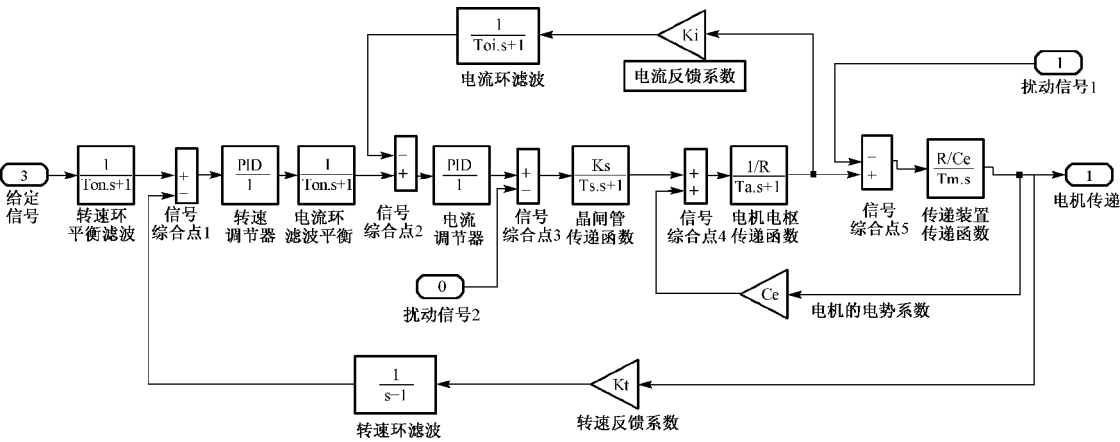 1
Toi.s+1
电流环滤波
Ki
电流反馈系数
1
扰动信号1
3
给定
信号
1
Ton.s+1
转速环
平衡滤波
+
−
信号
综合点1
PID
1
转速
调节器
1
Ton.s+1
电流环
滤波平衡
−
+
信号
综合点2
PID
1
电流
调节器
+
−
信号
综合点3
Ks
Ts.s+1
晶闸管
传递函数
+
+
信号
综合点4
1/R
Ta.s+1
电机电枢
传递函数
−
+
信号
综合点5
R/Ce
Tm.s
传递装置
传递函数
1
电机传递
0
扰动信号2
Ce
电机的电势系数
1
s−1
转速环滤波
Kt
转速反馈系数